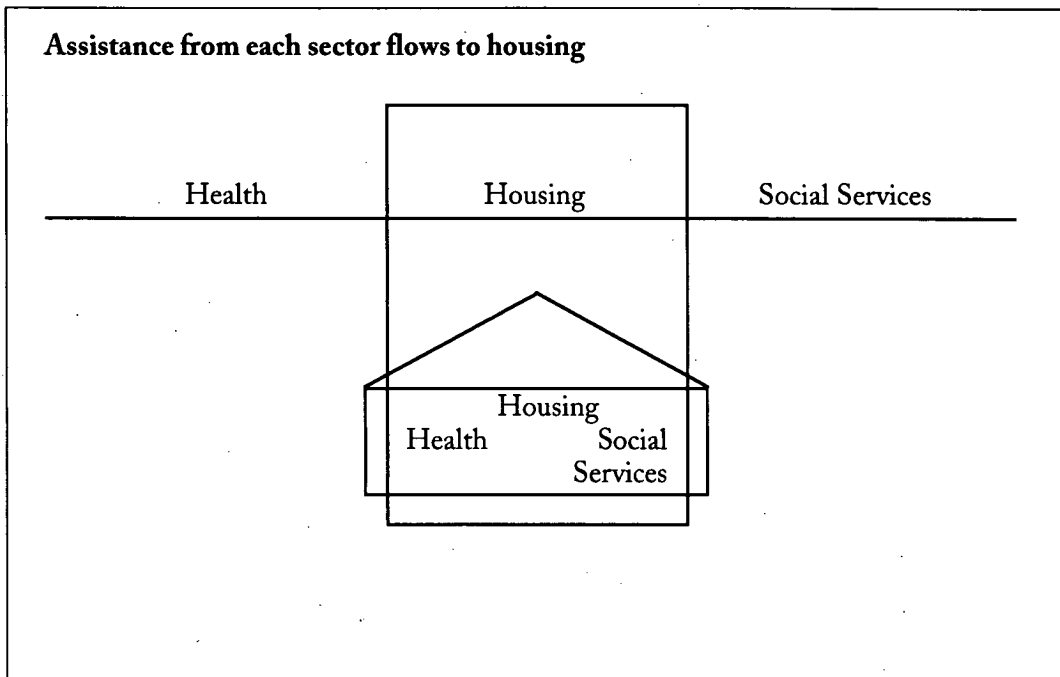 Assistance from each sector flows to housing
Health Housing Social Services
Housing
Health Social
Services